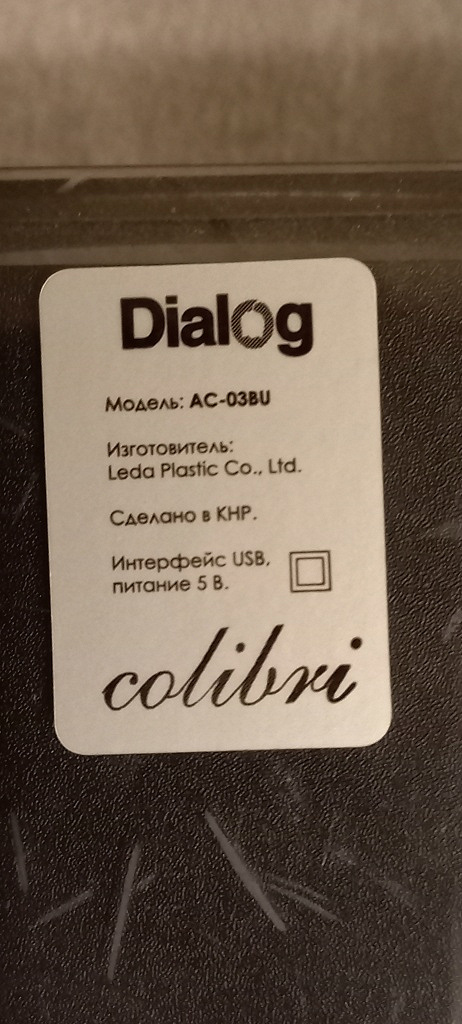 Dialog
Модель: AC-03BU
Изготовитель:
Leda Plastic Co., Ltd.
Сделано в КНР.
Интерфейс USB,
питание 5 В.
colibri